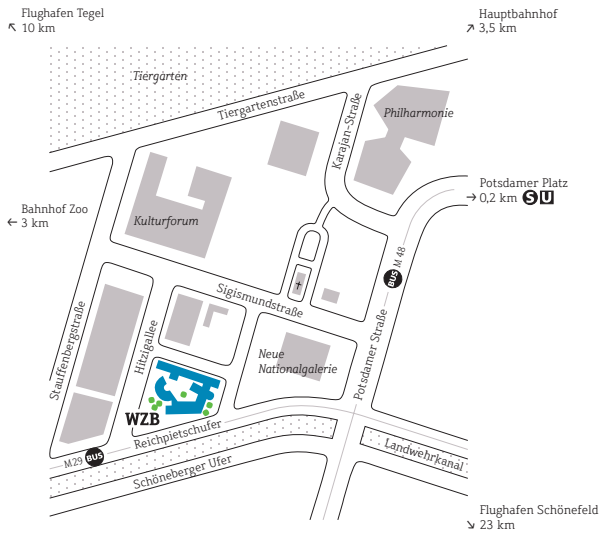 Flughafen Tegel
↖ 10 km
Hauptbahnhof
↗ 3,5 km
Tiergarten
Tiergartenstraße
Karajan-Straße
Philharmonie
Potsdamer Platz
→ 0,2 km S U
Bahnhof Zoo
← 3 km
Kulturforum
BUS M 48
Sigismundstraße
Stauffenbergstraße
Hitzigallee
Neue
Nationalgalerie
Potsdamer Straße
WZB
Reichpietschufer
M29 BUS
Landwehrkanal
Schöneberger Ufer
Flughafen Schönefeld
↘ 23 km